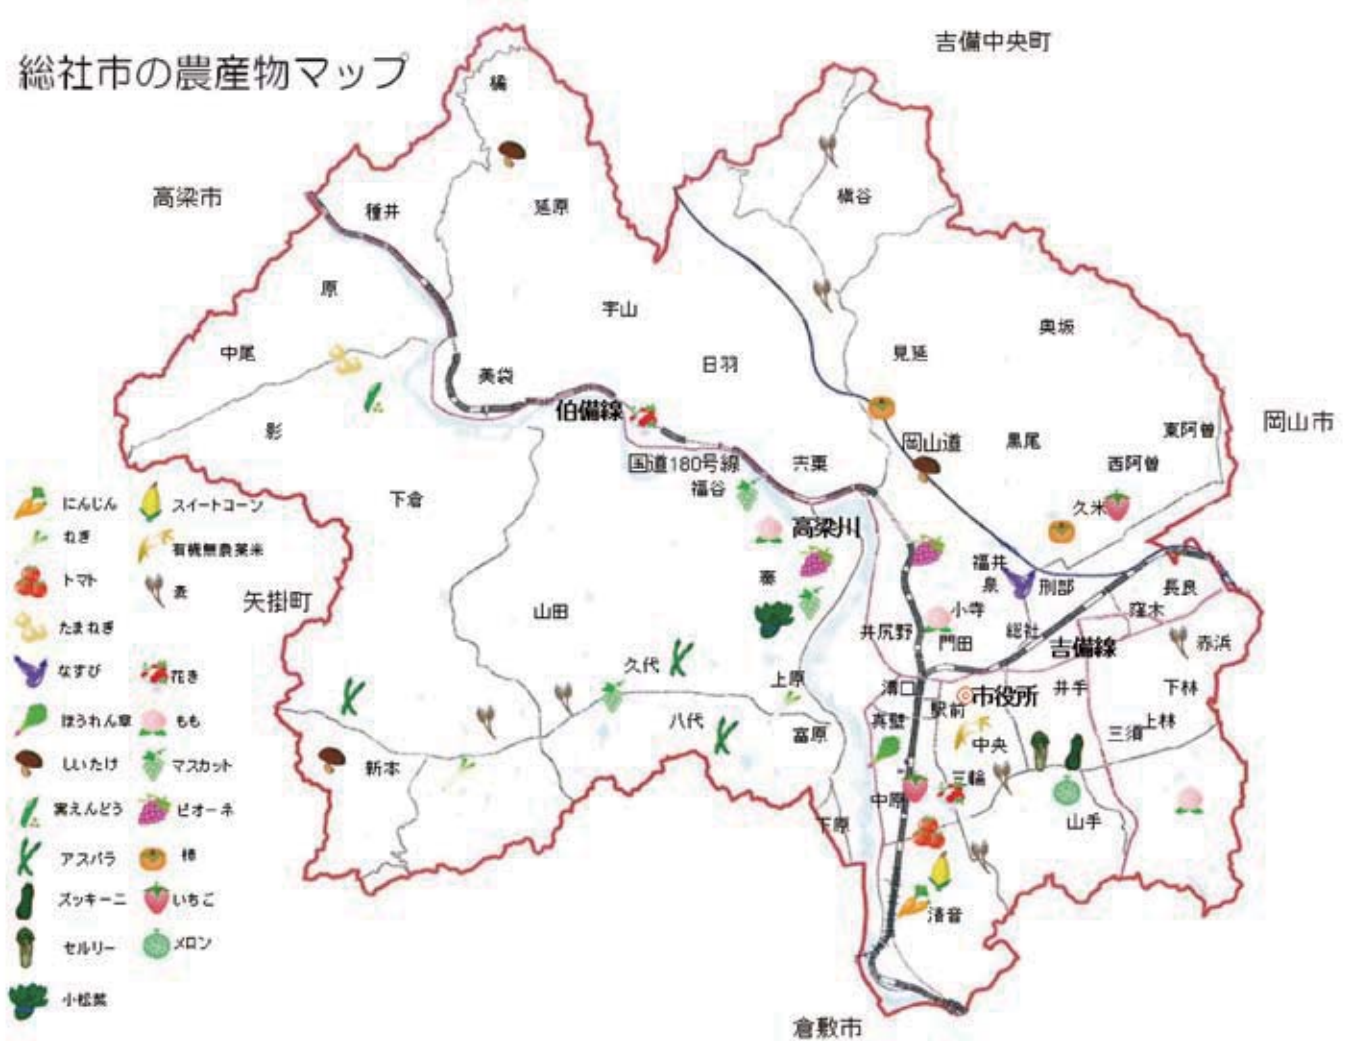 総社市の農産物マップ
吉備中央町
高梁市
岡山市
矢掛町
倉敷市
橘
種井
延原
槇谷
原
宇山
中尾
日羽
見延
奥坂
美袋
影
伯備線
岡山道
黒尾
東阿曽
西阿曽
国道180号線
宍粟
福谷
久米
下倉
高梁川
福井
泉
刑部
長良
秦
小寺
窪木
山田
井尻野
門田
総社
赤浜
吉備線
久代
上原
溝口
市役所
井手
下林
駅前
八代
富原
真壁
中央
三須
上林
新本
三輪
中原
下原
山手
清音
にんじん
スイートコーン
ねぎ
有機無農薬米
トマト
麦
たまねぎ
なすび
花き
ほうれん草
もも
しいたけ
マスカット
実えんどう
ピオーネ
アスパラ
柿
ズッキーニ
いちご
セルリー
メロン
小松菜